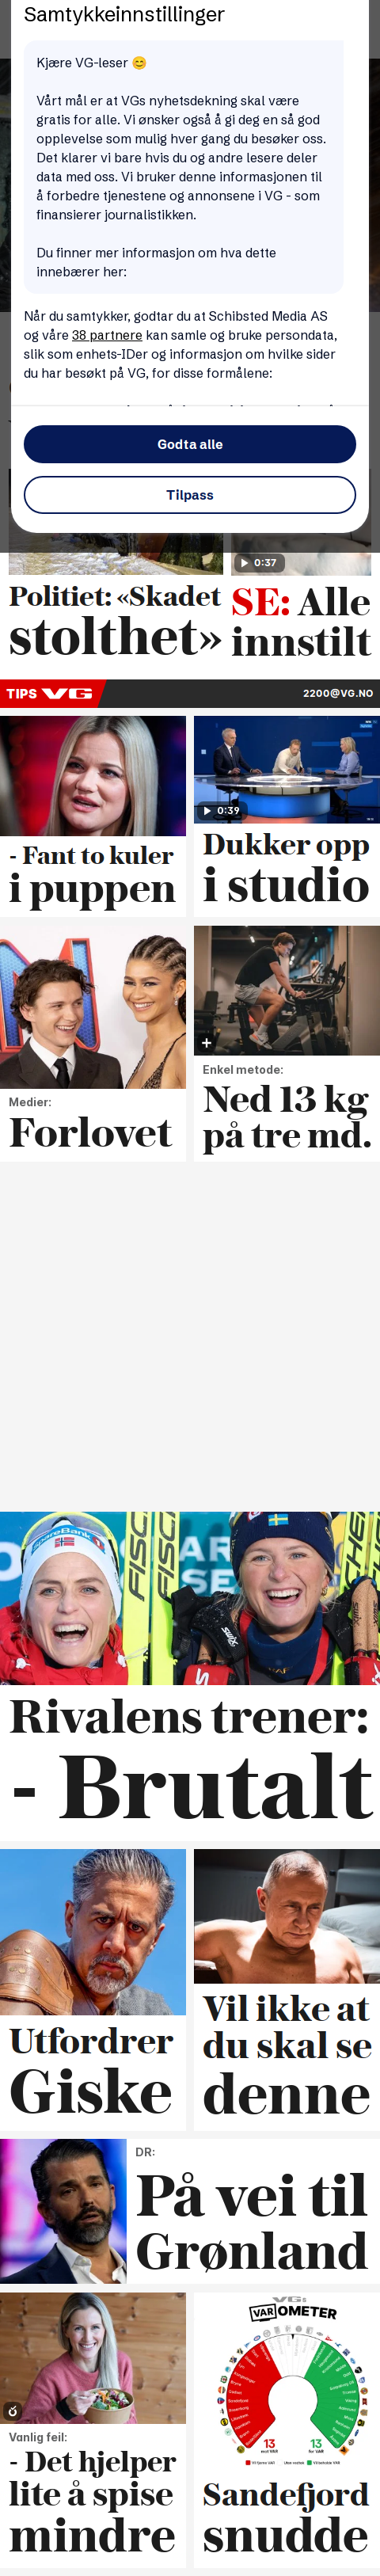 Samtykkeinnstillinger
Kjære VG-leser 😊
Vårt mål er at VGs nyhetsdekning skal være
gratis for alle. Vi ønsker også å gi deg en så god
opplevelse som mulig hver gang du besøker oss.
Det klarer vi bare hvis du og andre lesere deler
data med oss. Vi bruker denne informasjonen til
å forbedre tjenestene og annonsene i VG - som
finansierer journalistikken.
Du finner mer informasjon om hva dette
innebærer her:
Når du samtykker, godtar du at Schibsted Media AS
og våre 38 partnere kan samle og bruke persondata,
slik som enhets-IDer og informasjon om hvilke sider
du har besøkt på VG, for disse formålene:
Godta alle
Tilpass
0:37
Politiet: «Skadet
stolthet»
SE: Alle
innstilt
TIPS VG
2200@VG.NO
0:39
- Fant to kuler
i puppen
Dukker opp
i studio
Medier:
Forlovet
Enkel metode:
Ned 13 kg
på tre md.
Rivalens trener:
- Brutalt
Utfordrer
Giske
Vil ikke at
du skal se
denne
DR:
På vei til
Grønland
VGs
VAROMETER
13
13
Vanlig feil:
- Det hjelper
lite å spise
mindre
Sandefjord
snudde